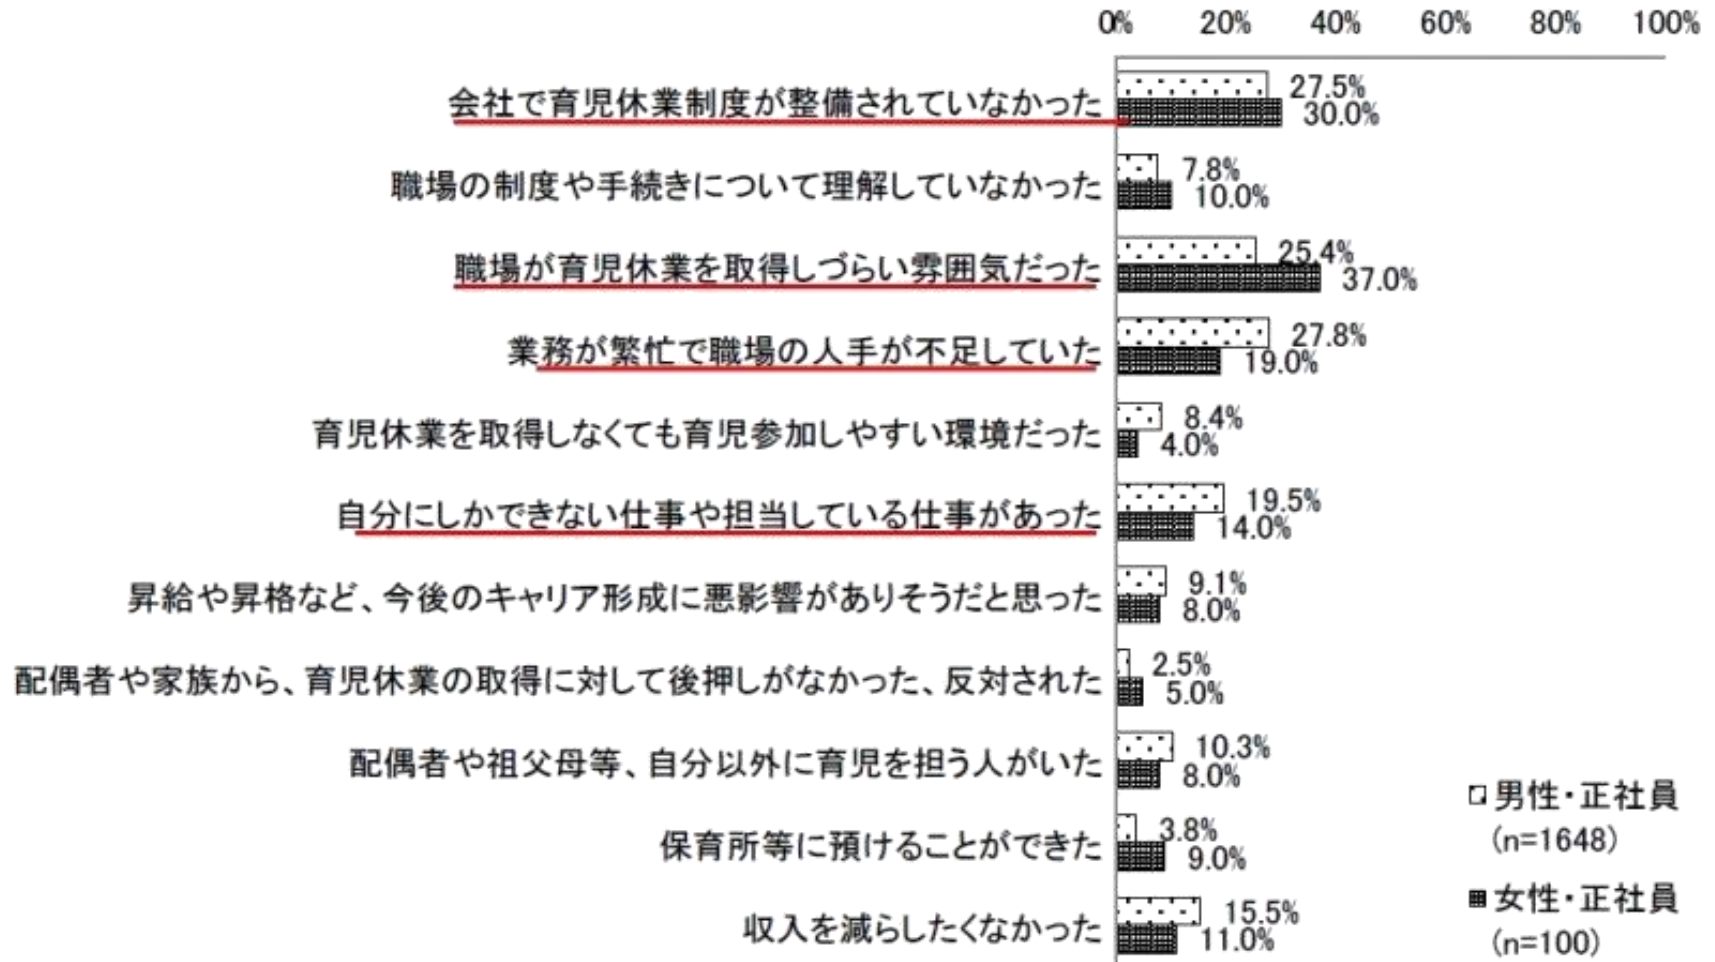 0% 20% 40% 60% 80% 100%
会社で育児休業制度が整備されていなかった 27.5%
30.0%
職場の制度や手続きについて理解していなかった 7.8%
10.0%
職場が育児休業を取得しづらい雰囲気だった 25.4%
37.0%
業務が繁忙で職場の人手が不足していた 27.8%
19.0%
育児休業を取得しなくても育児参加しやすい環境だった 8.4%
4.0%
自分にしかできない仕事や担当している仕事があった 19.5%
14.0%
昇給や昇格など、今後のキャリア形成に悪影響がありそうだと思った 9.1%
8.0%
配偶者や家族から、育児休業の取得に対して後押しがなかった、反対された 2.5%
5.0%
配偶者や祖父母等、自分以外に育児を担う人がいた 10.3%
8.0%
保育所等に預けることができた 3.8%
9.0%
収入を減らしたくなかった 15.5%
11.0%
男性・正社員
(n=1648)
女性・正社員
(n=100)